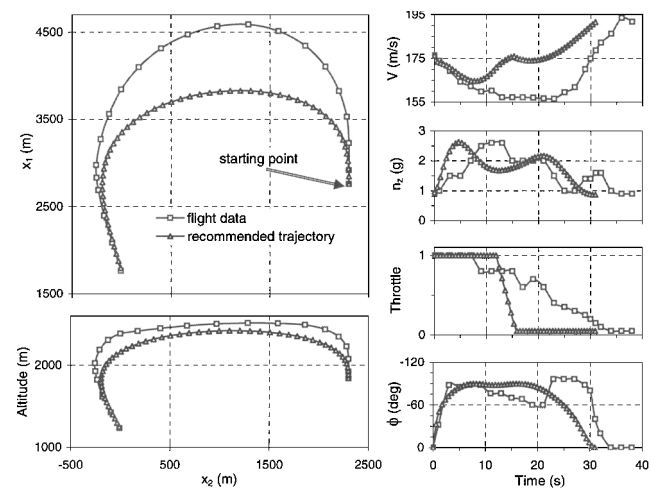 4500
3500
2500
1500
x1 (m)
starting point
flight data
recommended trajectory
2000
1000
Altitude (m)
-500 500 1500 2500
x2 (m)
195
175
155
V (m/s)
3
2
1
0
nz (g)
1
0
Throttle
-120
-60
0
ϕ (deg)
0 10 20 30 40
Time (s)